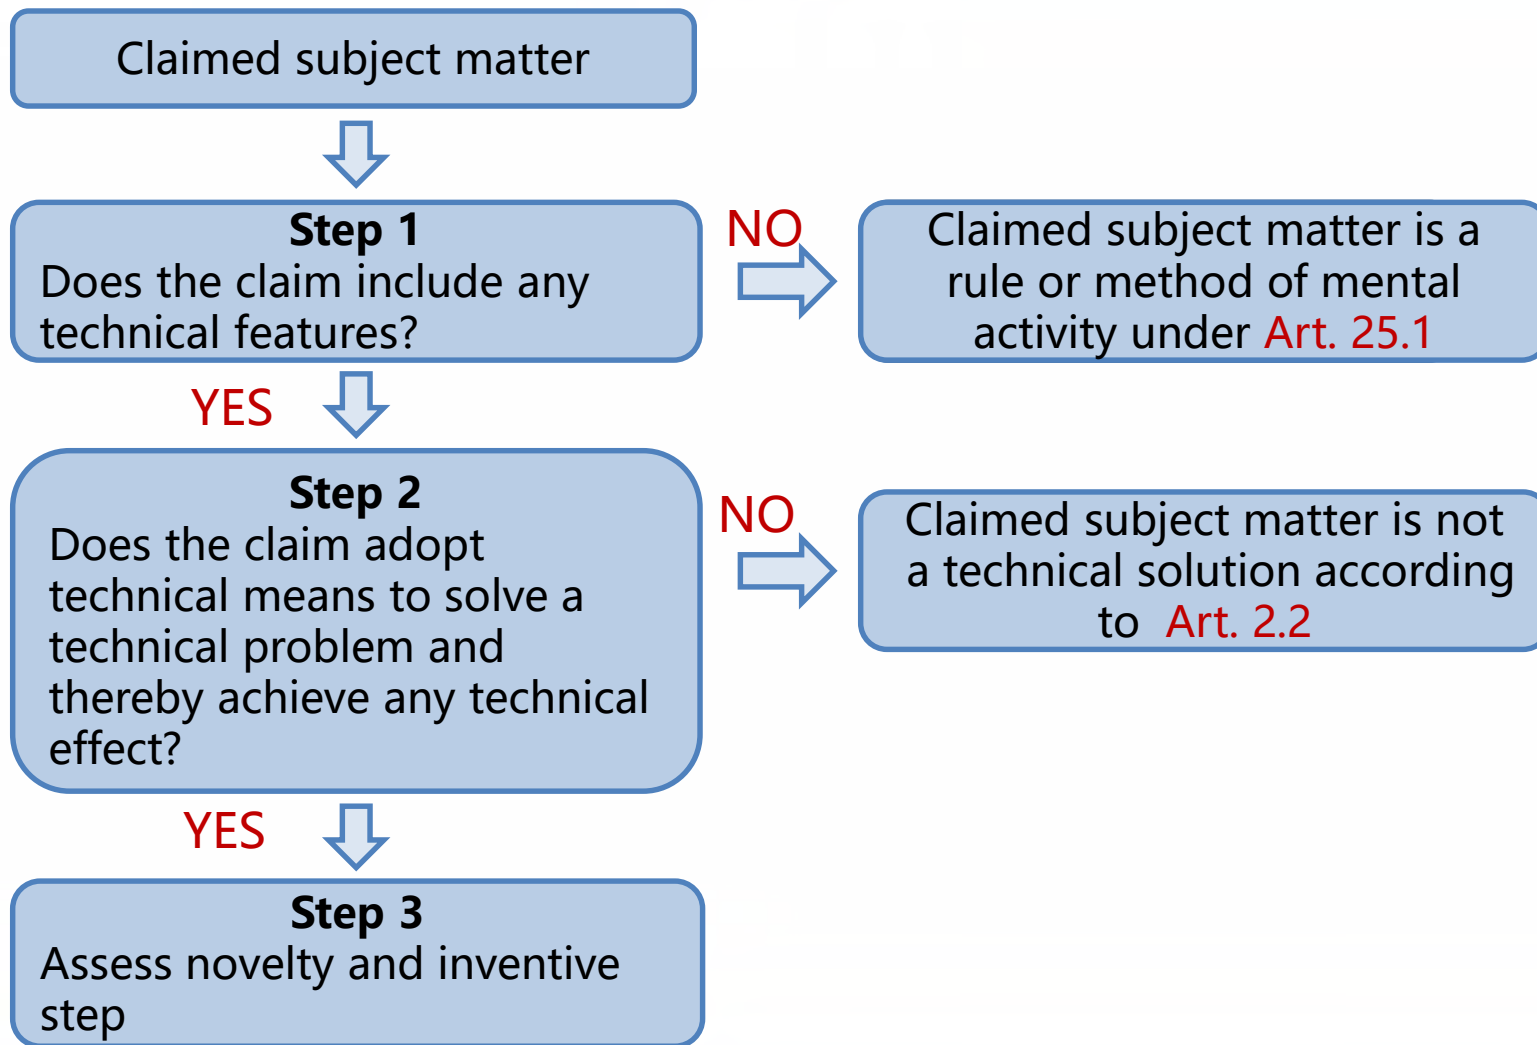 Claimed subject matter
Step 1
Does the claim include any
technical features?
NO
Claimed subject matter is a
rule or method of mental
activity under Art. 25.1
YES
Step 2
Does the claim adopt
technical means to solve a
technical problem and
thereby achieve any technical
effect?
NO
Claimed subject matter is not
a technical solution according
to Art. 2.2
YES
Step 3
Assess novelty and inventive
step